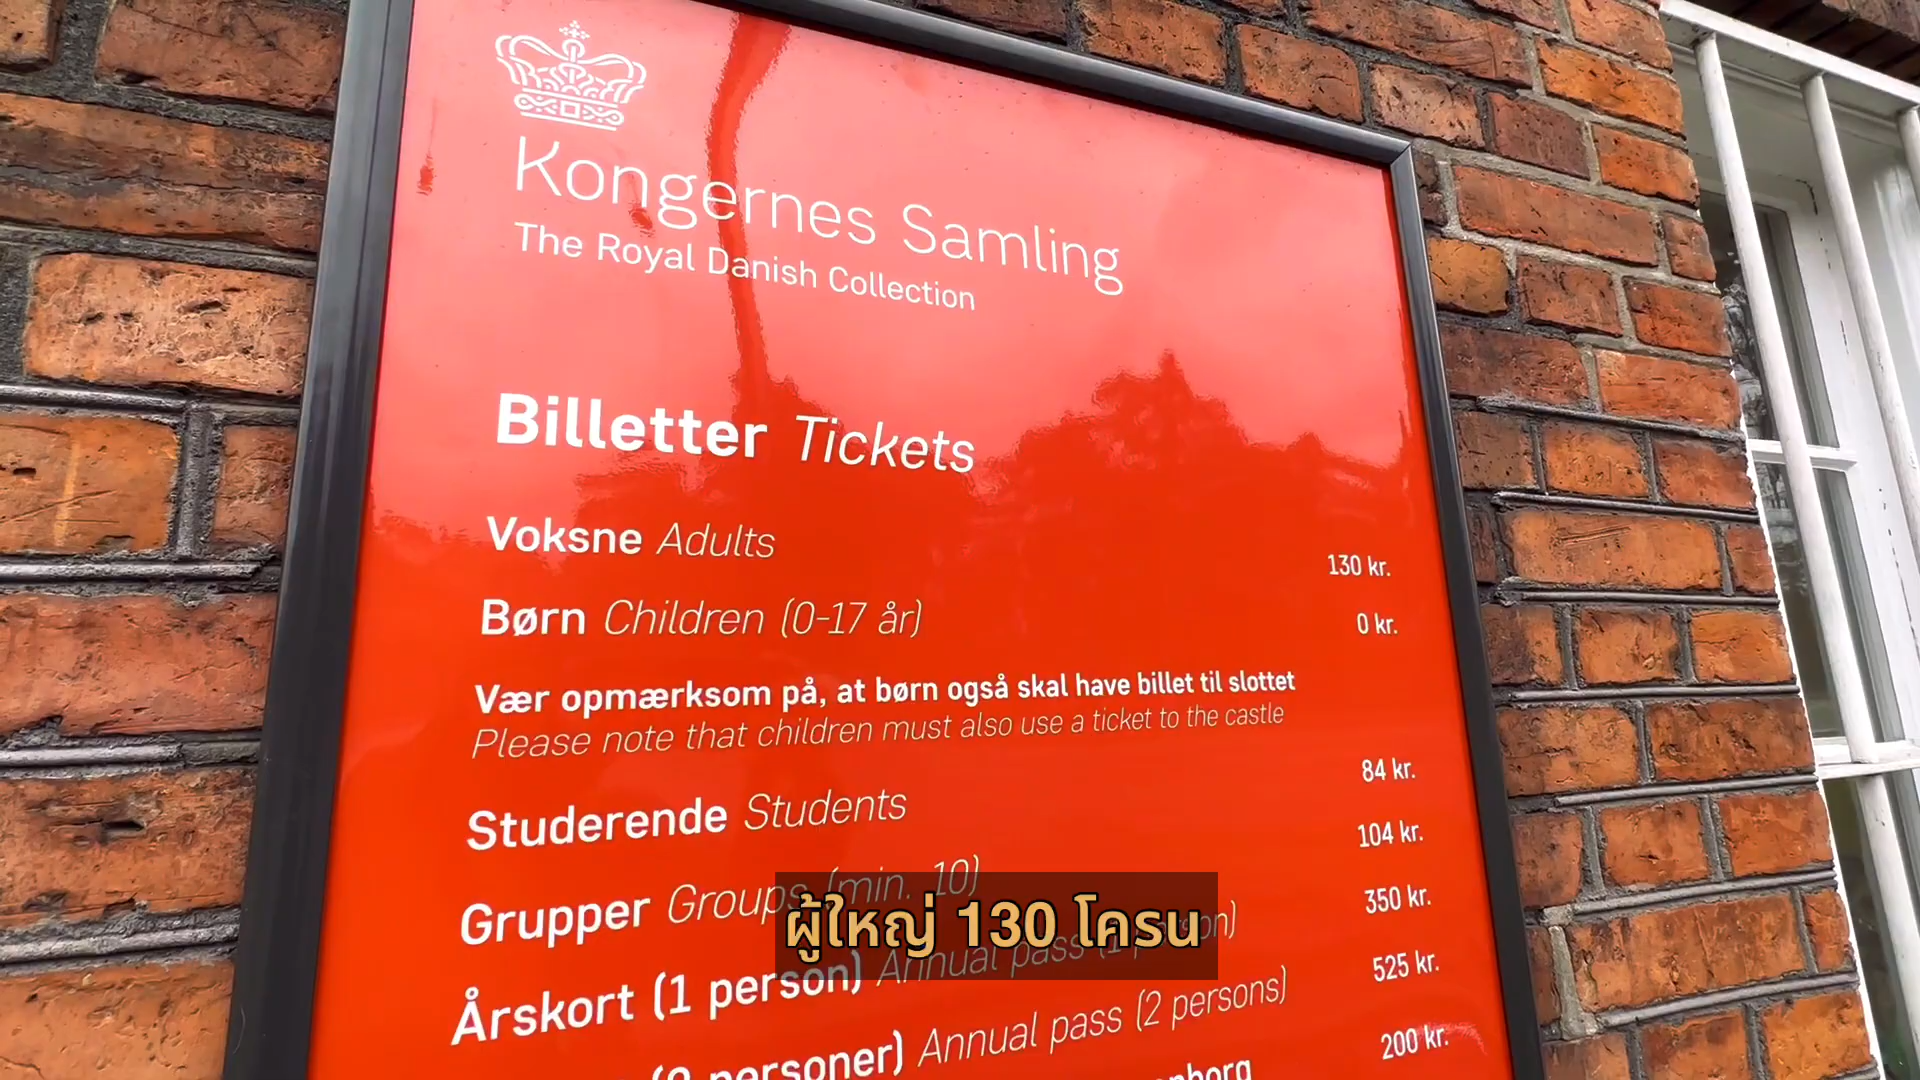 Kongernes Samling
The Royal Danish Collection
Billetter Tickets
Voksne Adults 130 kr.
Børn Children (0-17 år) 0 kr.
Vær opmærksom på, at børn også skal have billet til slottet
Please note that children must also use a ticket to the castle
Studerende Students 84 kr.
Grupper Groups (min. 10) 104 kr.
Årskort (1 person) Annual pass (1 person) 350 kr.
personer) Annual pass (2 persons) 525 kr.
200 kr.
ผู้ใหญ่ 130 โครน